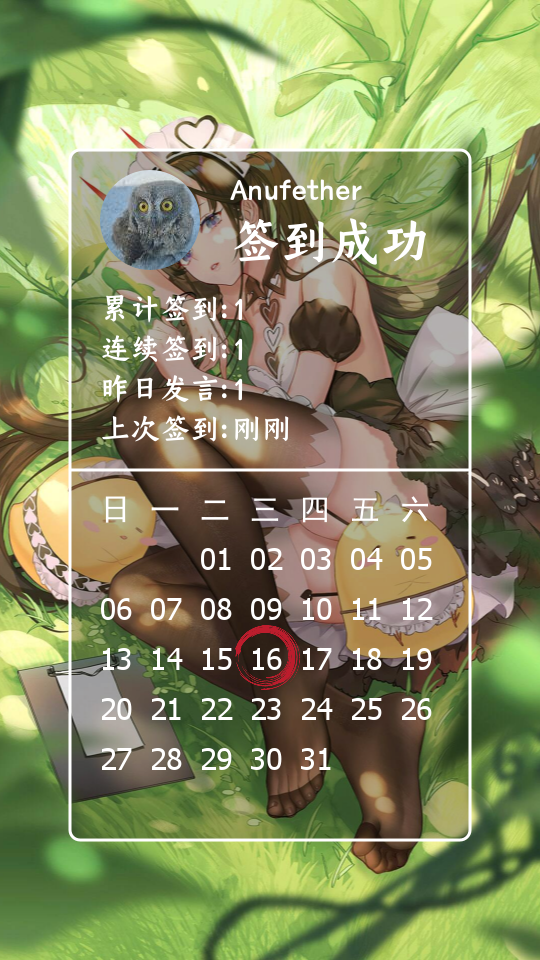 Anufether
签到成功
累计签到:1
连续签到:1
昨日发言:1
上次签到:刚刚
日 一 二 三 四 五 六
01 02 03 04 05
06 07 08 09 10 11 12
13 14 15 16 17 18 19
20 21 22 23 24 25 26
27 28 29 30 31